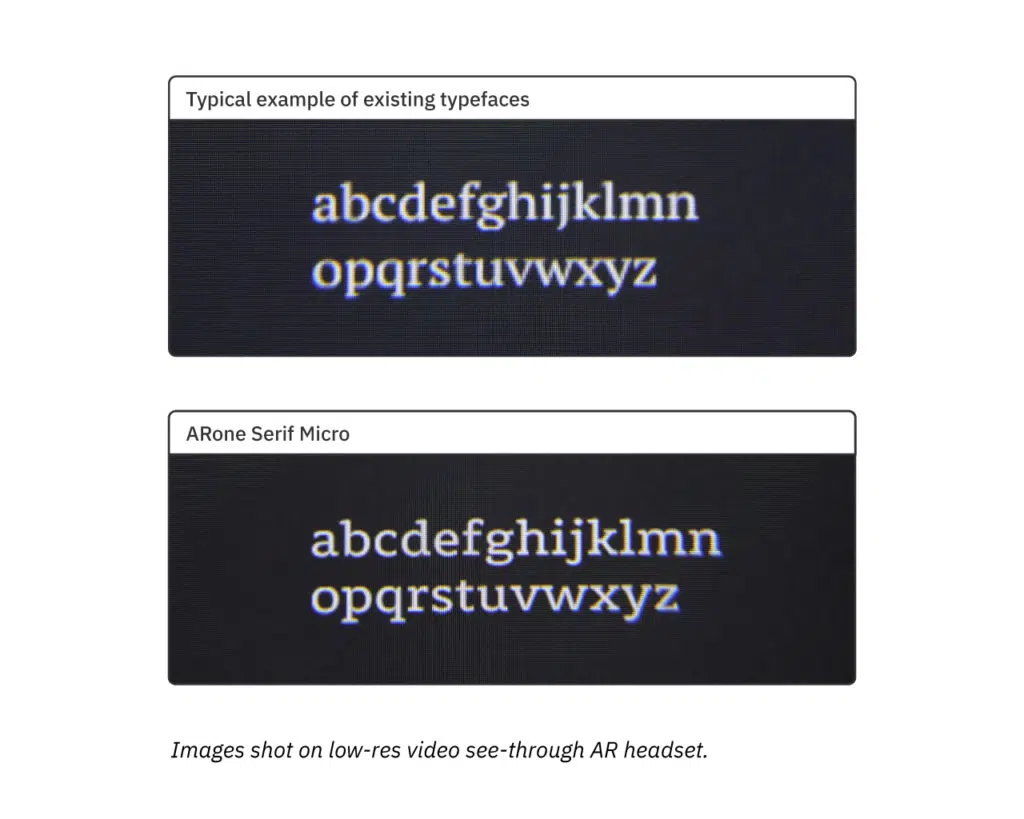 Typical example of existing typefaces
abcdefghijklmn
opqrstuvwxyz
ARone Serif Micro
abcdefghijklmn
opqrstuvwxyz
Images shot on low-res video see-through AR headset.